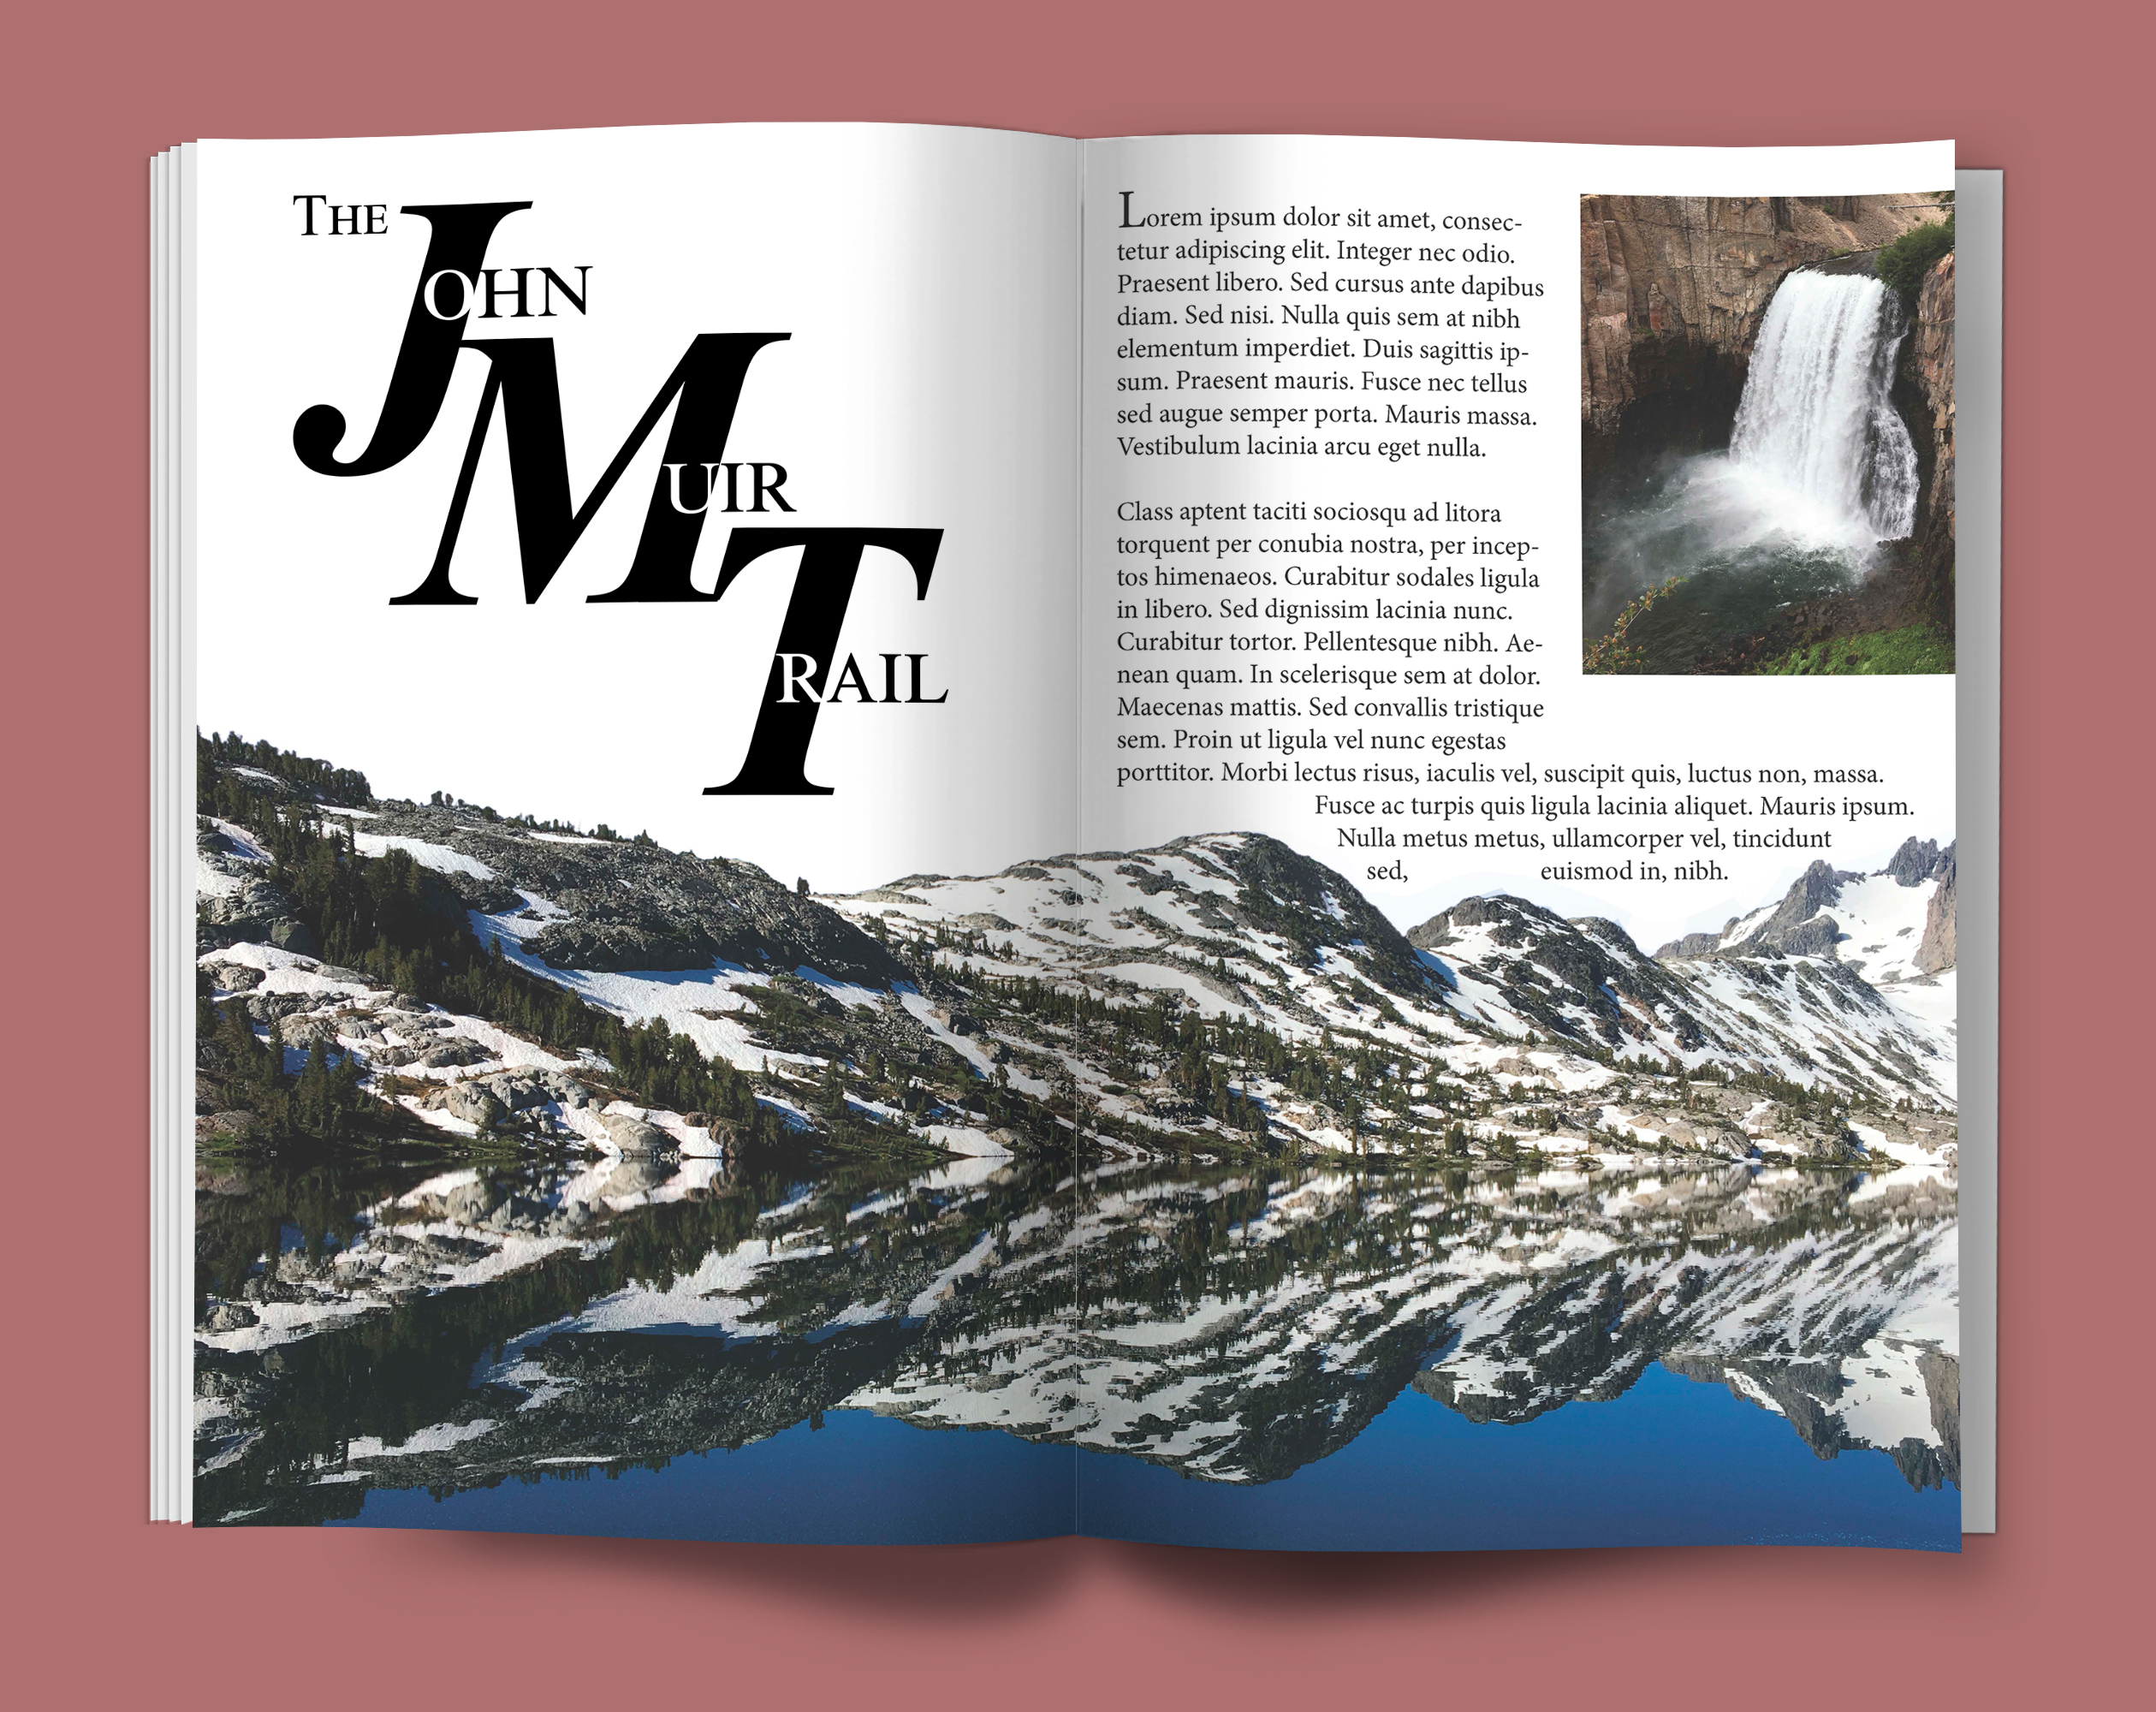 THE
JOHN
MUIR
TRAIL
Lorem ipsum dolor sit amet, consec-
tetur adipiscing elit. Integer nec odio.
Praesent libero. Sed cursus ante dapibus
diam. Sed nisi. Nulla quis sem at nibh
elementum imperdiet. Duis sagittis ip-
sum. Praesent mauris. Fusce nec tellus
sed augue semper porta. Mauris massa.
Vestibulum lacinia arcu eget nulla.
Class aptent taciti sociosqu ad litora
torquent per conubia nostra, per incep-
tos himenaeos. Curabitur sodales ligula
in libero. Sed dignissim lacinia nunc.
Curabitur tortor. Pellentesque nibh. Ae-
nean quam. In scelerisque sem at dolor.
Maecenas mattis. Sed convallis tristique
sem. Proin ut ligula vel nunc egestas
porttitor. Morbi lectus risus, iaculis vel, suscipit quis, luctus non, massa.
Fusce ac turpis quis ligula lacinia aliquet. Mauris ipsum.
Nulla metus metus, ullamcorper vel, tincidunt
sed, euismod in, nibh.